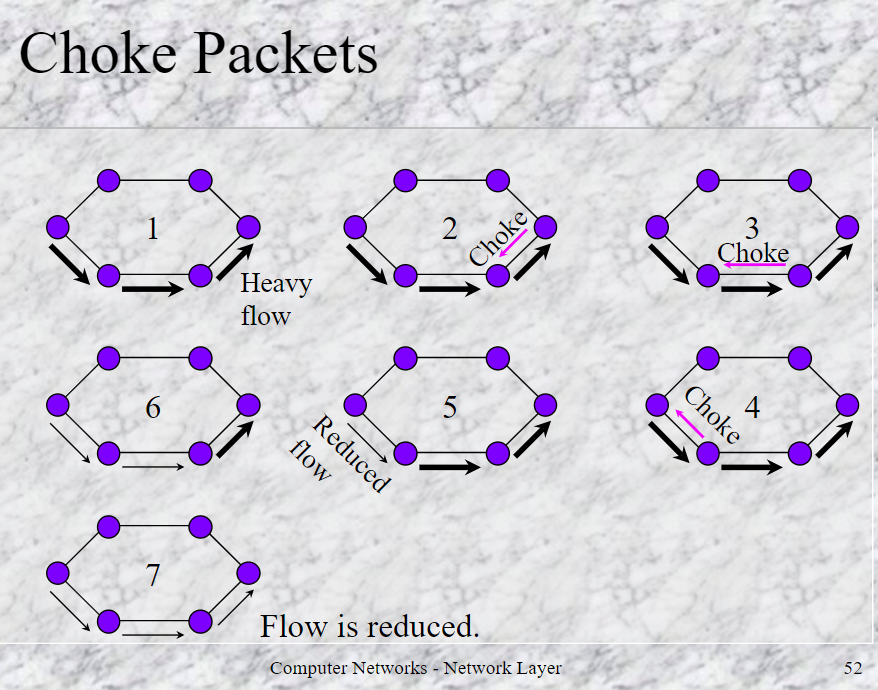 Choke Packets
1
Heavy
flow
2
Choke
3
Choke
6
5
Reduced
flow
4
Choke
7
Flow is reduced.
Computer Networks - Network Layer
52